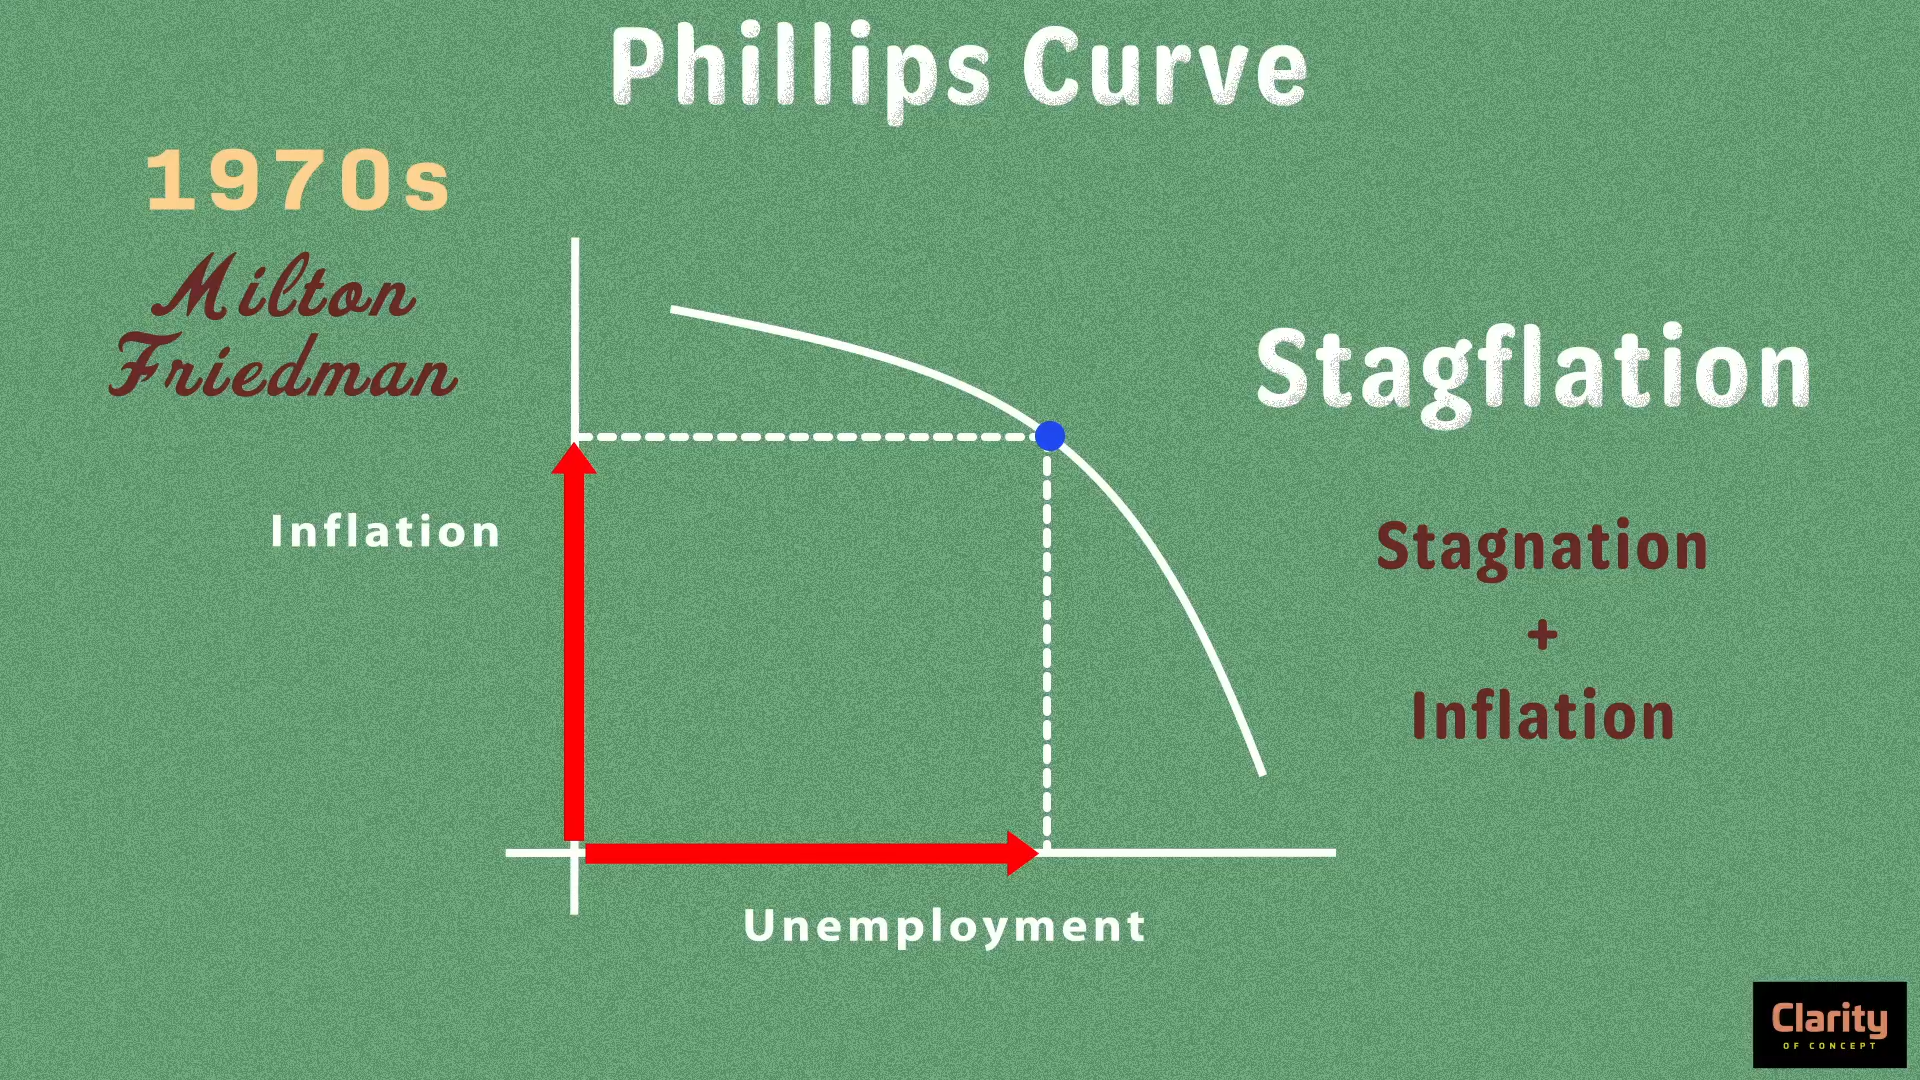 Phillips Curve
1970s
Milton
Friedman
Stagflation
Inflation
Stagnation
+
Inflation
Unemployment
Clarity
OF CONCEPT